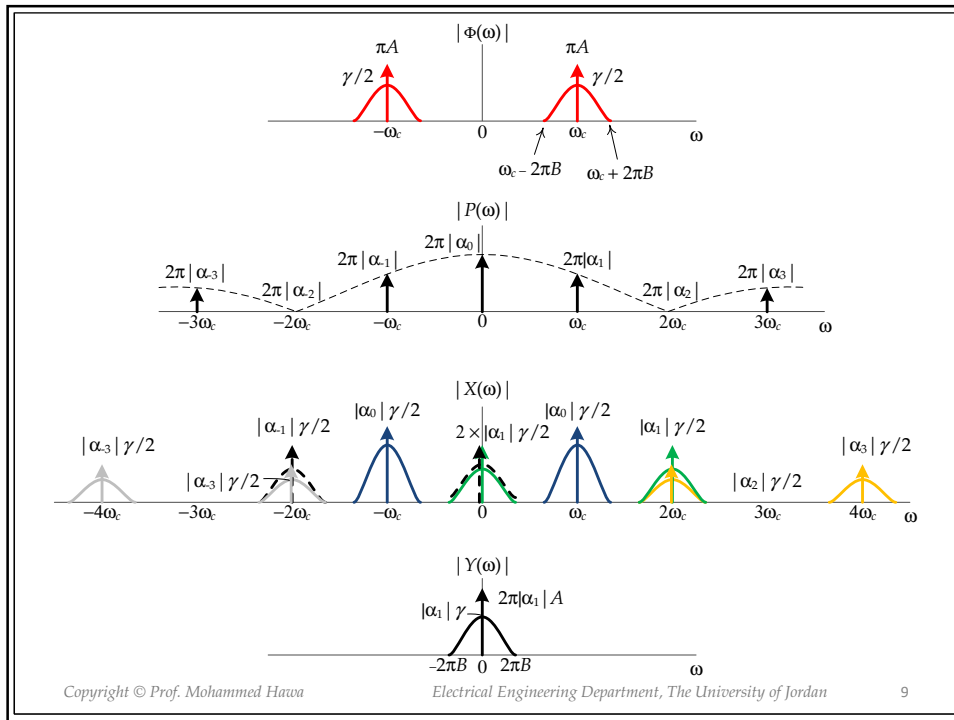 |Φ(ω)|
πA πA
γ/2 γ/2
−ω𝑐 0 ω𝑐 ω
ω𝑐 − 2πB ω𝑐 + 2πB
|P(ω)|
2π|α-3| 2π|α-2| 2π|α-1| 2π|α0| 2π|α1| 2π|α2| 2π|α3|
−3ω𝑐 −2ω𝑐 −ω𝑐 0 ω𝑐 2ω𝑐 3ω𝑐 ω
|X(ω)|
|α-3|γ/2 |α-1|γ/2 |α0|γ/2 2×|α1|γ/2 |α0|γ/2 |α1|γ/2 |α3|γ/2
|α-3|γ/2 |α2|γ/2
−4ω𝑐 −3ω𝑐 −2ω𝑐 −ω𝑐 0 ω𝑐 2ω𝑐 3ω𝑐 4ω𝑐 ω
|Y(ω)|
|α1|γ 2π|α1|A
−2πB 0 2πB ω
Copyright © Prof. Mohammed Hawa Electrical Engineering Department, The University of Jordan 9